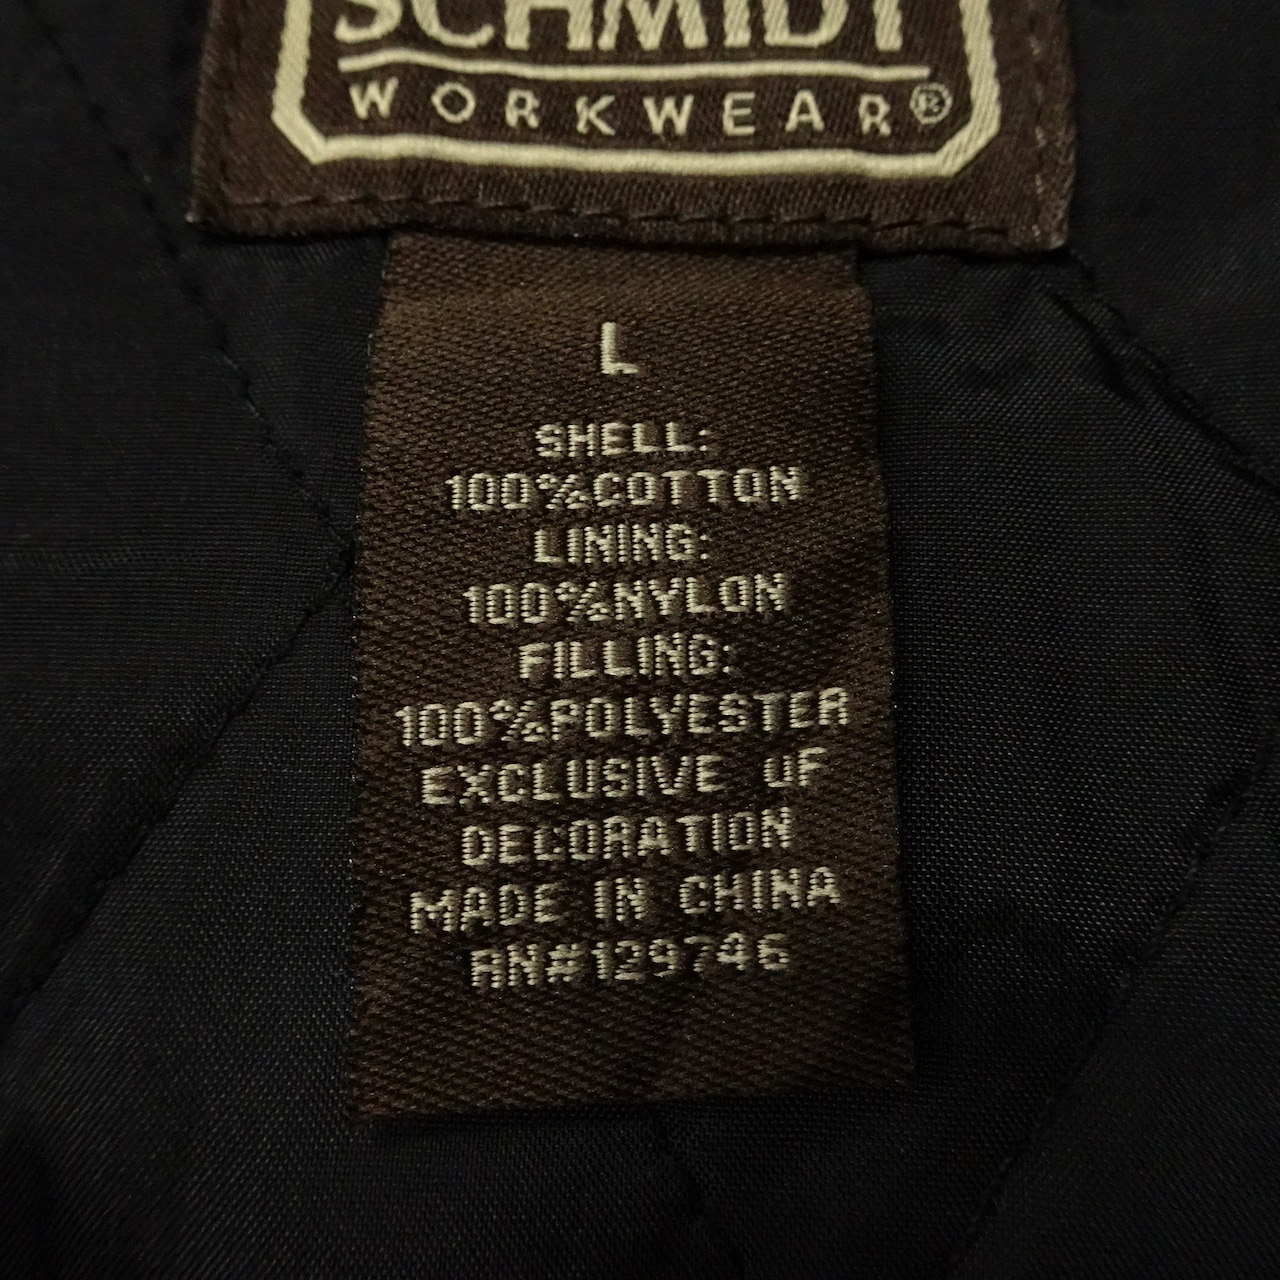 SCHMIDT
WORKWEAR®
L
SHELL:
100%COTTON
LINING:
100%NYLON
FILLING:
100%POLYESTER
EXCLUSIVE OF
DECORATION
MADE IN CHINA
RN#129746